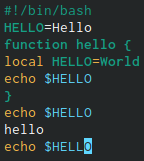 #!/bin/bash
HELLO=Hello
function hello {
local HELLO=World
echo $HELLO
}
echo $HELLO
hello
echo $HELLO